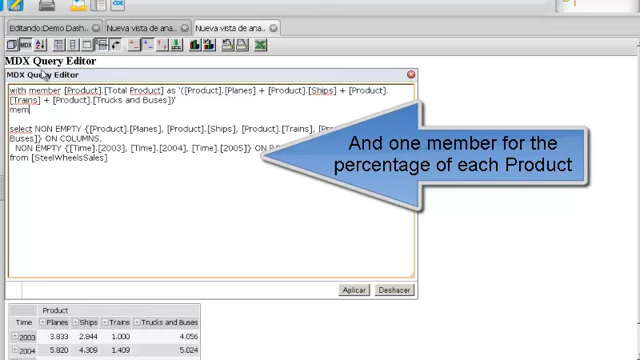 Editando:Demo Dash..
Nueva vista de ana..
Nueva vista de ana..
MDX
MDX Query Editor
MDX Query Editor
with member [Product].[Total Product] as '([Product].[Planes] + [Product].[Ships] + [Product].
[Trains] + [Product].[Trucks and Buses])'
mem
select NON EMPTY {[Product].[Planes], [Product].[Ships], [Product].[Trains],
Buses]} ON COLUMNS,
NON EMPTY {[Time].[2003], [Time].[2004], [Time].[2005]} ON
from [SteelWheelsSales]
And one member for the
percentage of each Product
Aplicar
Deshacer
Product
Time Planes Ships Trains Trucks and Buses
2003 3.833 2.844 1.000 4.056
2004 5.820 4.309 1.409 5.024